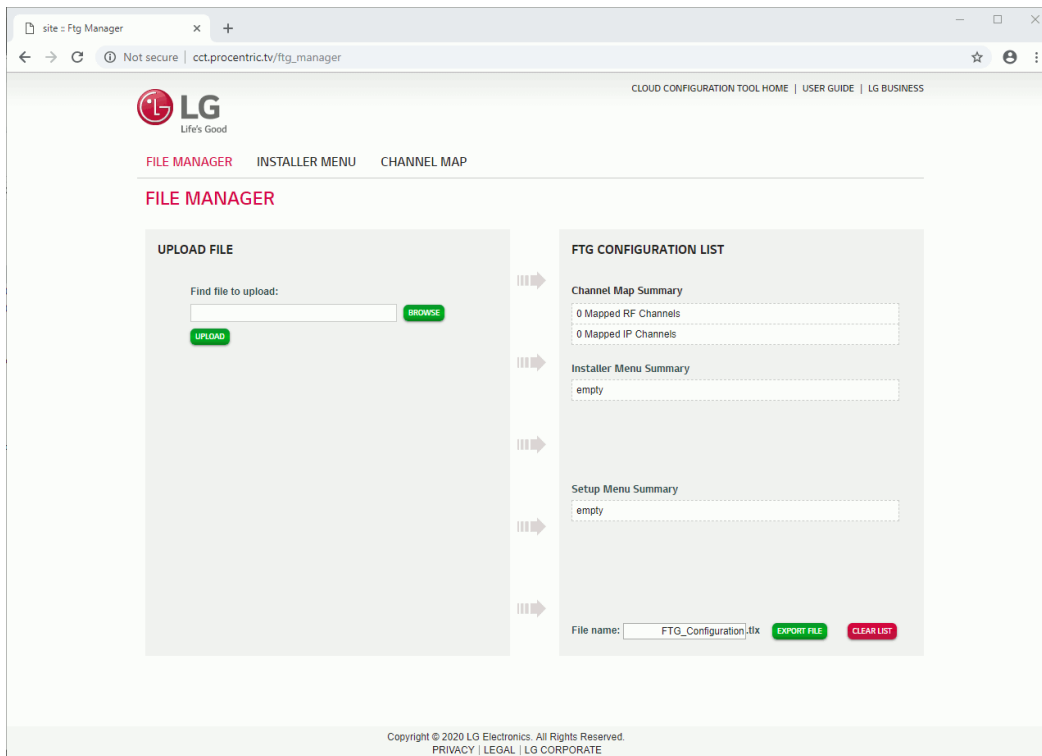 site :: Ftg Manager
Not secure | cct.procentric.tv/ftg_manager
CLOUD CONFIGURATION TOOL HOME | USER GUIDE | LG BUSINESS
LG
Life's Good
FILE MANAGER INSTALLER MENU CHANNEL MAP
FILE MANAGER
UPLOAD FILE
Find file to upload:
BROWSE
UPLOAD
FTG CONFIGURATION LIST
Channel Map Summary
0 Mapped RF Channels
0 Mapped IP Channels
Installer Menu Summary
empty
Setup Menu Summary
empty
File name: FTG_Configuration .tlx EXPORT FILE CLEAR LIST
Copyright © 2020 LG Electronics. All Rights Reserved.
PRIVACY | LEGAL | LG CORPORATE